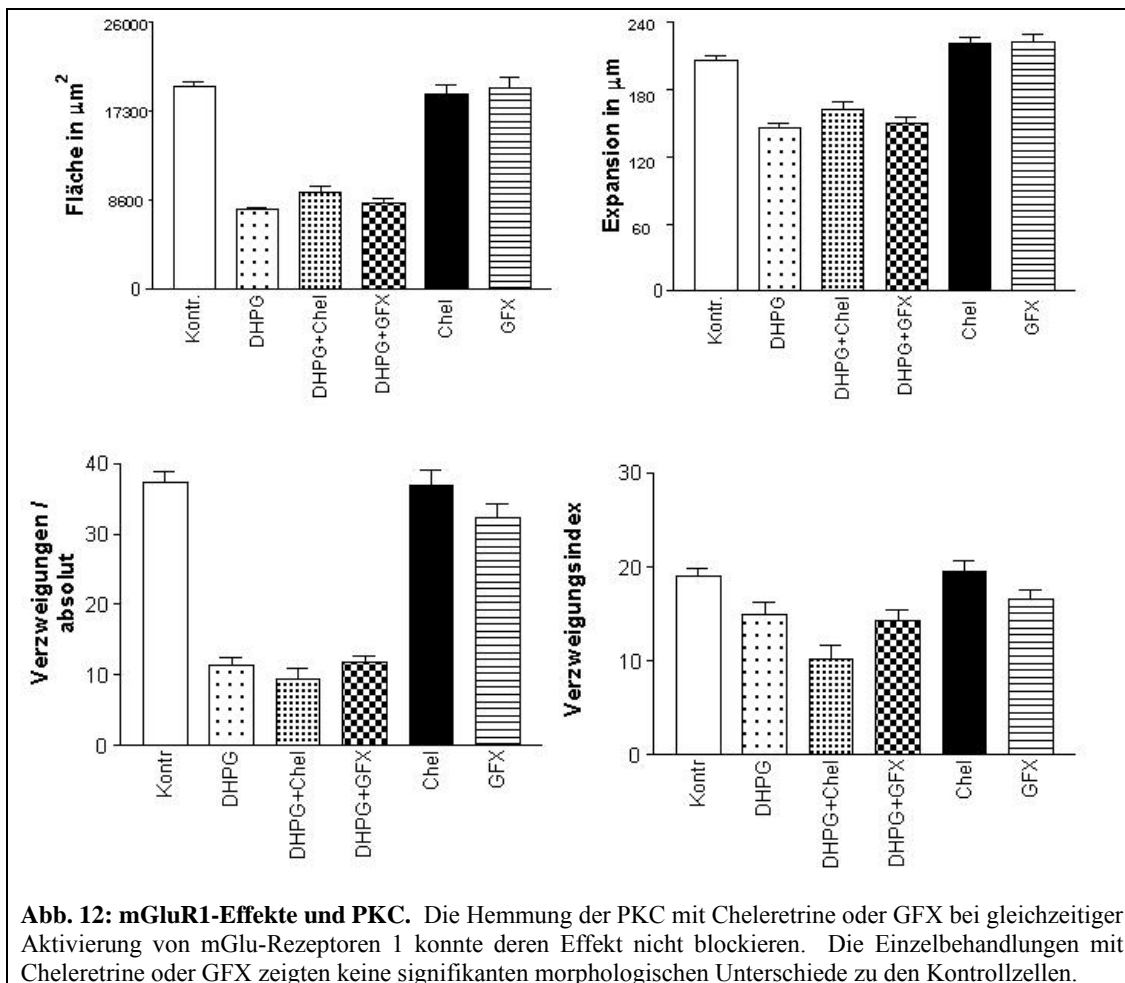 26000
17300
8600
0
Fläche in μm²
Kontr.
DHPG
DHPG+Chel
DHPG+GFX
Chel
GFX
240
180
120
60
0
Expansion in μm
Kontr.
DHPG
DHPG+Chel
DHPG+GFX
Chel
GFX
40
30
20
10
0
Verzweigungen /
absolut
Kontr
DHPG
DHPG+Chel
DHPG+GFX
Chel
GFX
30
20
10
0
Verzweigungsindex
Kontr
DHPG
DHPG+Chel
DHPG+GFX
Chel
GFX
Abb. 12: mGluR1-Effekte und PKC. Die Hemmung der PKC mit Cheleretrine oder GFX bei gleichzeitiger
Aktivierung von mGlu-Rezeptoren 1 konnte deren Effekt nicht blockieren. Die Einzelbehandlungen mit
Cheleretrine oder GFX zeigten keine signifikanten morphologischen Unterschiede zu den Kontrollzellen.